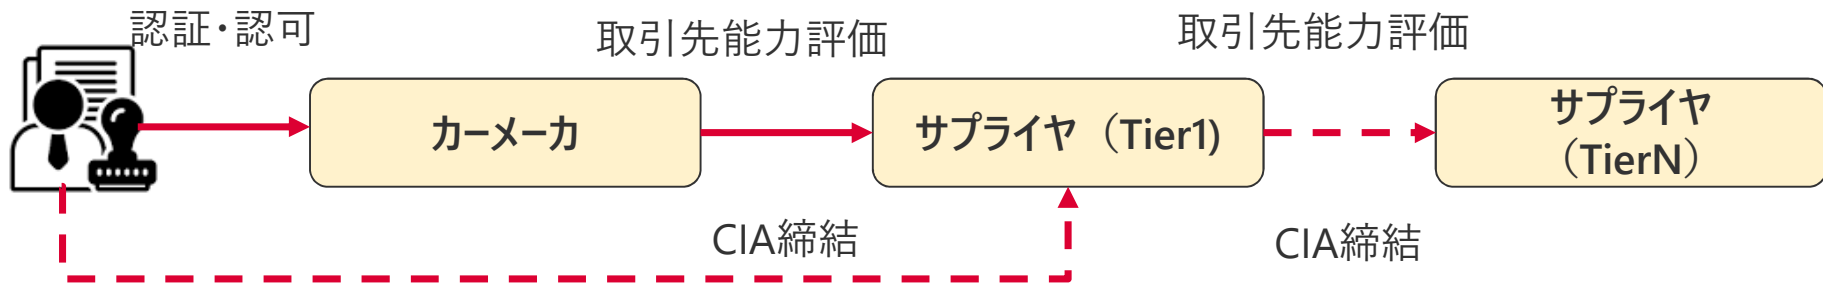 認証・認可
取引先能力評価
取引先能力評価
カーメーカ
サプライヤ（Tier1)
サプライヤ
（TierN）
CIA締結
CIA締結